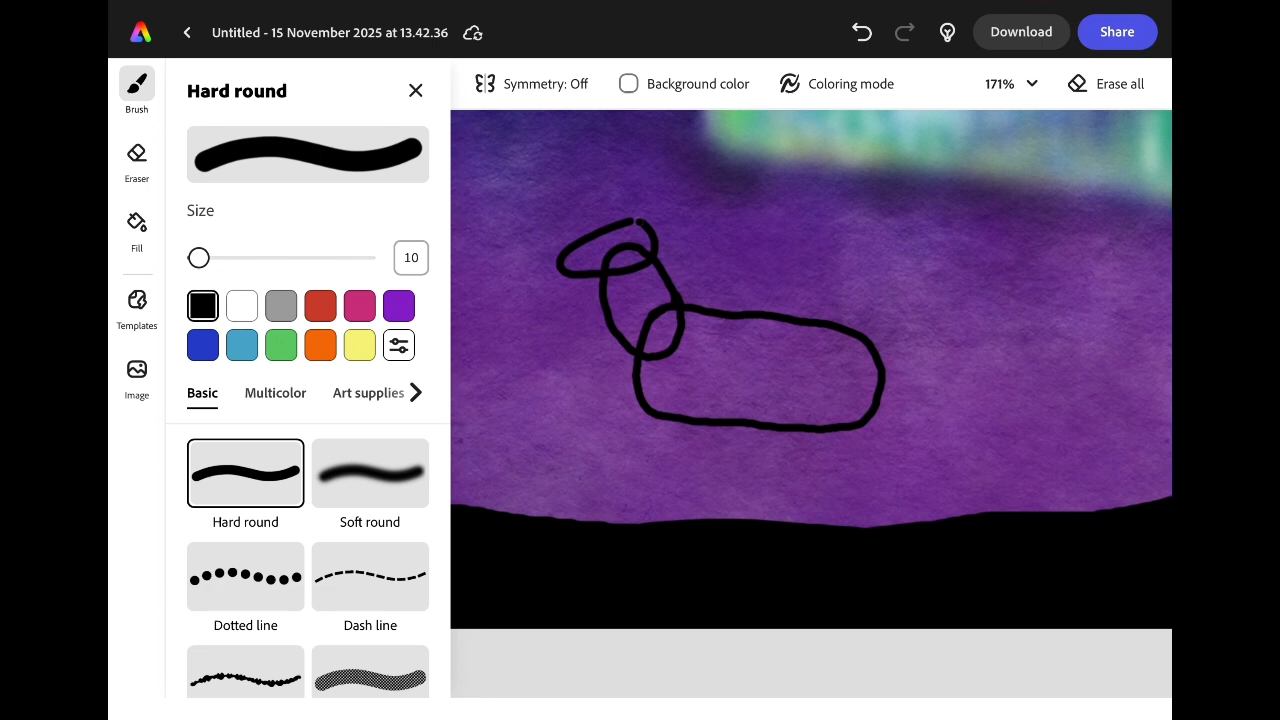 Untitled - 15 November 2025 at 13.42.36
Download
Share
Brush
Eraser
Fill
Templates
Image
Hard round
Size
10
Basic
Multicolor
Art supplies
Hard round
Soft round
Dotted line
Dash line
Symmetry: Off
Background color
Coloring mode
171%
Erase all